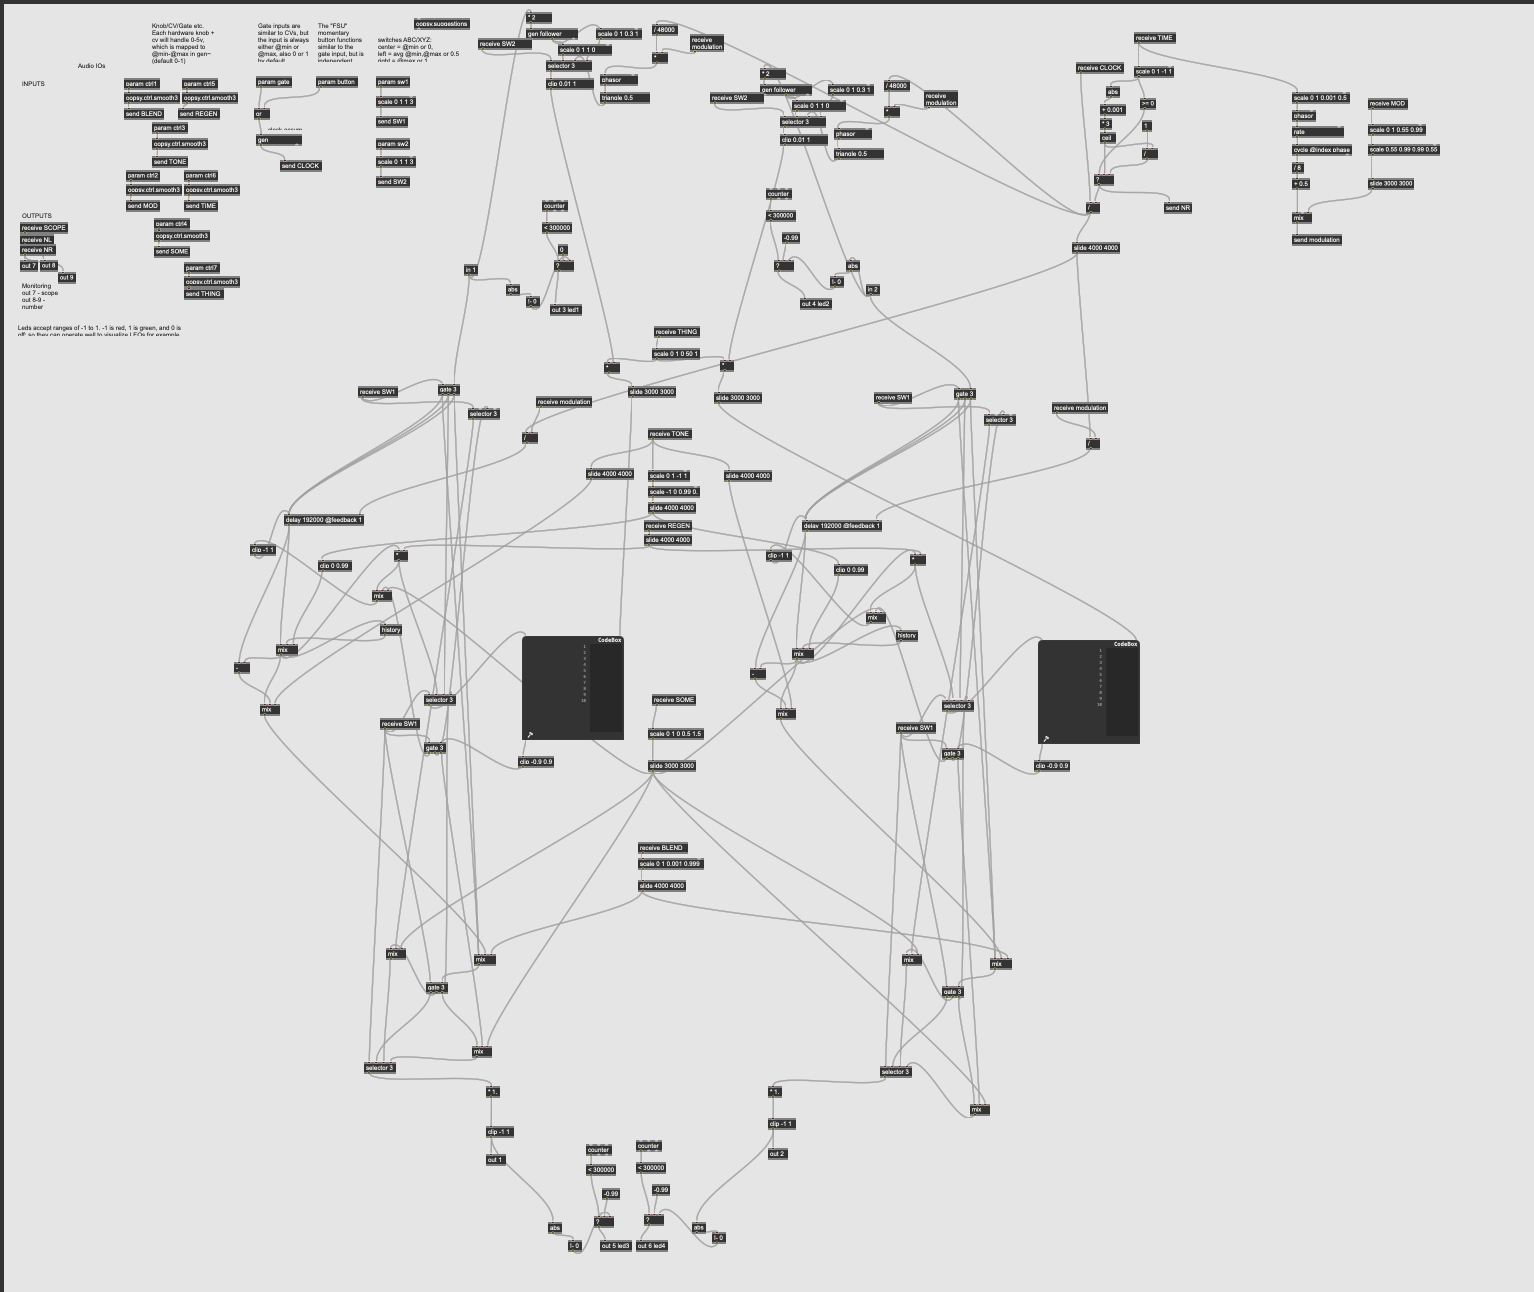 Knob/CV/Gate etc.
Each hardware knob +
cv will handle 0-5v,
which is mapped to
@min-@max in gen~
(default 0-1)
Gate inputs are
similar to CVs, but
the input is always
either @min or
@max, also 0 or 1
by default
The "FSU"
momentary
button functions
similar to the
gate input, but is
independent
switches ABC/XYZ:
center = @min or 0,
left = avg @min,@max or 0.5
right = @max or 1
oopsy.suggestions
Audio IOs
INPUTS
param ctrl1
oopsy.ctrl.smooth3
send BLEND
param ctrl5
oopsy.ctrl.smooth3
send REGEN
param ctrl3
oopsy.ctrl.smooth3
send TONE
param ctrl2
oopsy.ctrl.smooth3
send MOD
param ctrl6
oopsy.ctrl.smooth3
send TIME
param ctrl4
oopsy.ctrl.smooth3
send SOME
param ctrl7
oopsy.ctrl.smooth3
send THING
param gate
param button
or
gen
send CLOCK
param sw1
scale 0 1 1 3
send SW1
param sw2
scale 0 1 1 3
send SW2
OUTPUTS
receive SCOPE
receive NL
receive NR
out 7
out 8
out 9
Monitoring
out 7 - scope
out 8-9 -
number
Leds accept ranges of -1 to 1. -1 is red, 1 is green, and 0 is
off; so they can operate well to visualize LFOs for example
* 2
gen follower
receive SW2
scale 0 1 0.3 1
scale 0 1 1 0
selector 3
clip 0.01 1
phasor
triangle 0.5
/ 48000
*
receive
modulation
* 2
gen follower
receive SW2
scale 0 1 0.3 1
scale 0 1 1 0
selector 3
clip 0.01 1
phasor
triangle 0.5
/ 48000
*
receive
modulation
receive TIME
receive CLOCK
scale 0 1 -1 1
abs
+ 0.001
* 3
ceil
>= 0
1
/
?
/
send NR
slide 4000 4000
scale 0 1 0.001 0.5
phasor
rate
cycle @index phase
/ 8
+ 0.5
mix
send modulation
receive MOD
scale 0 1 0.55 0.99
scale 0.55 0.99 0.99 0.55
slide 3000 3000
counter
< 300000
0
?
in 1
abs
!- 0
out 3 led1
counter
< 300000
-0.99
?
abs
!- 0
in 2
out 4 led2
receive THING
scale 0 1 0 50 1
*
*
slide 3000 3000
slide 3000 3000
receive SW1
gate 3
selector 3
receive modulation
/
receive TONE
slide 4000 4000
scale 0 1 -1 1
scale -1 0 0.99 0.
slide 4000 4000
slide 4000 4000
receive REGEN
slide 4000 4000
receive SW1
gate 3
selector 3
receive modulation
/
delay 192000 @feedback 1
clip -1 1
clip 0 0.99
*
mix
history
mix
-
mix
delay 192000 @feedback 1
clip -1 1
clip 0 0.99
*
mix
history
mix
-
mix
CodeBox
1
2
3
4
5
6
7
8
9
10
CodeBox
1
2
3
4
5
6
7
8
9
10
selector 3
receive SW1
gate 3
clip -0.9 0.9
receive SOME
scale 0 1 0 0.5 1.5
slide 3000 3000
selector 3
receive SW1
gate 3
clip -0.9 0.9
receive BLEND
scale 0 1 0.001 0.999
slide 4000 4000
mix
mix
gate 3
mix
selector 3
mix
mix
gate 3
selector 3
mix
* 1.
clip -1 1
out 1
* 1.
clip -1 1
out 2
counter
< 300000
-0.99
?
abs
!- 0
out 5 led3
counter
< 300000
-0.99
?
abs
!- 0
out 6 led4